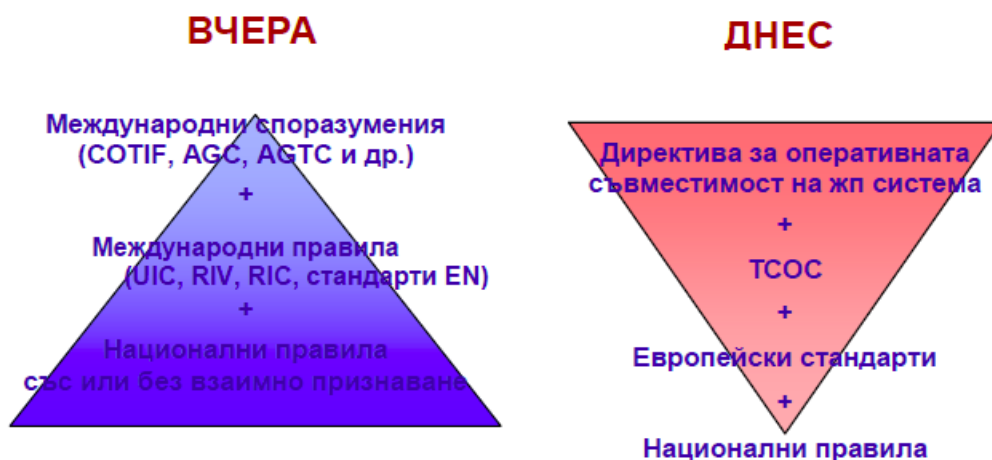 ВЧЕРА
Международни споразумения
(COTIF, AGC, AGTC и др.)
+
Международни правила
(UIC, RIV, RIC, стандарти EN)
+
Национални правила
със или без взаимно признаване
ДНЕС
Директива за оперативната
съвместимост на жп система
+
ТСОС
+
Европейски стандарти
+
Национални правила